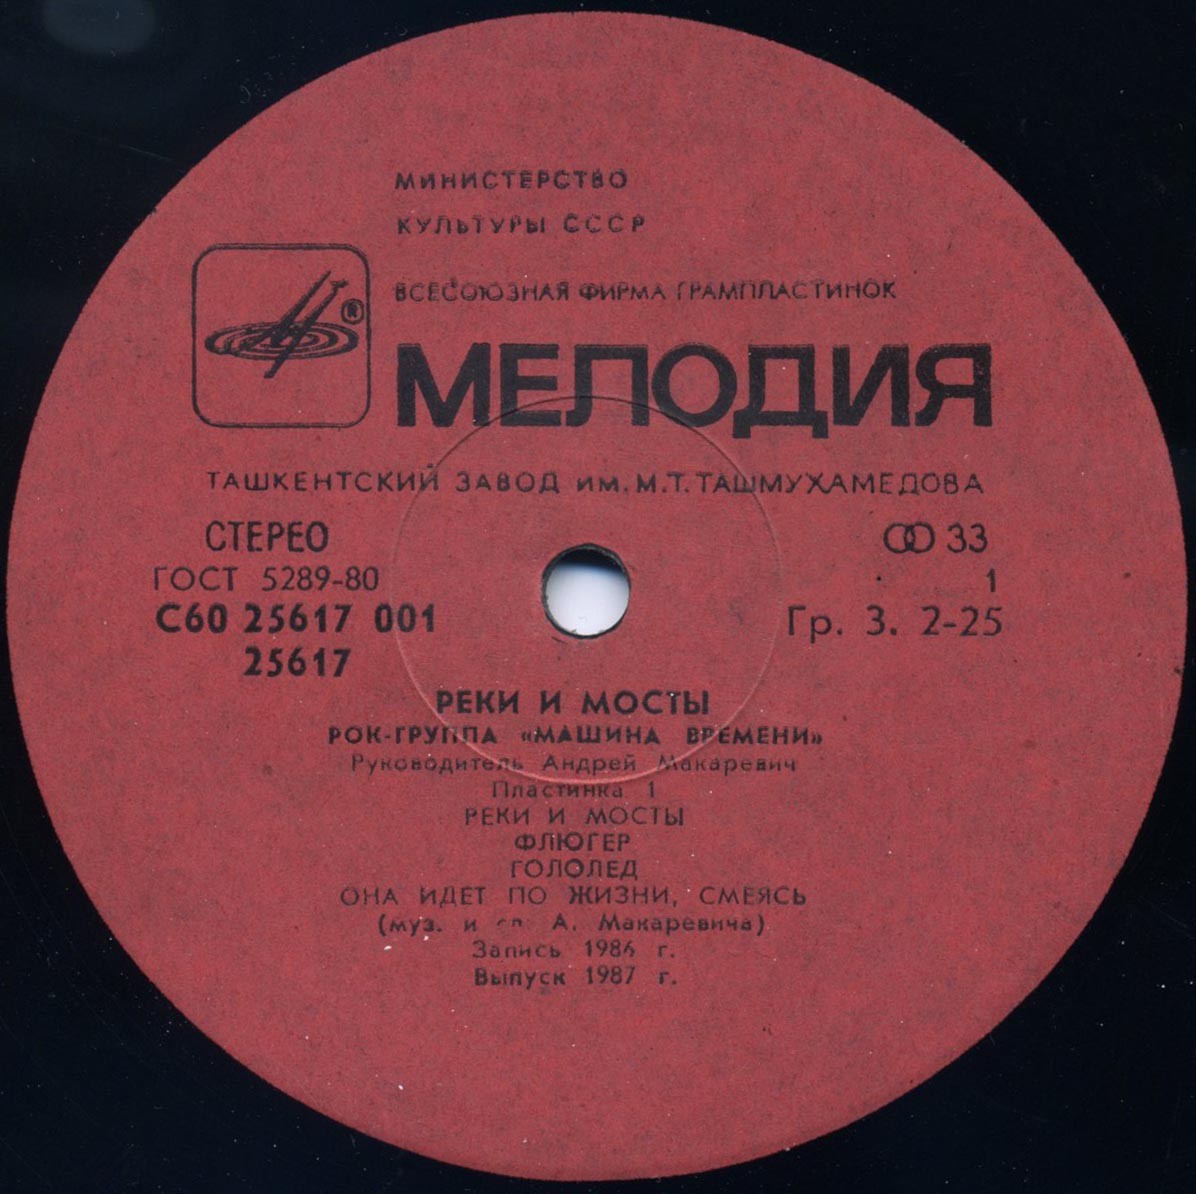 МИНИСТЕРСТВО
КУЛЬТУРЫ СССР
ВСЕСОЮЗНАЯ ФИРМА ГРАМПЛАСТИНОК
®
МЕЛОДИЯ
ТАШКЕНТСКИЙ ЗАВОД им. М.Т. ТАШМУХАМЕДОВА
СТЕРЕО 33
ГОСТ 5289-80 1
С60 25617 001 Гр. 3. 2-25
25617
РЕКИ И МОСТЫ
РОК-ГРУППА «МАШИНА ВРЕМЕНИ»
Руководитель Андрей Макаревич
Пластинка 1
РЕКИ И МОСТЫ
ФЛЮГЕР
ГОЛОЛЕД
ОНА ИДЕТ ПО ЖИЗНИ, СМЕЯСЬ
(муз. и сл. А. Макаревича)
Запись 1986 г.
Выпуск 1987 г.